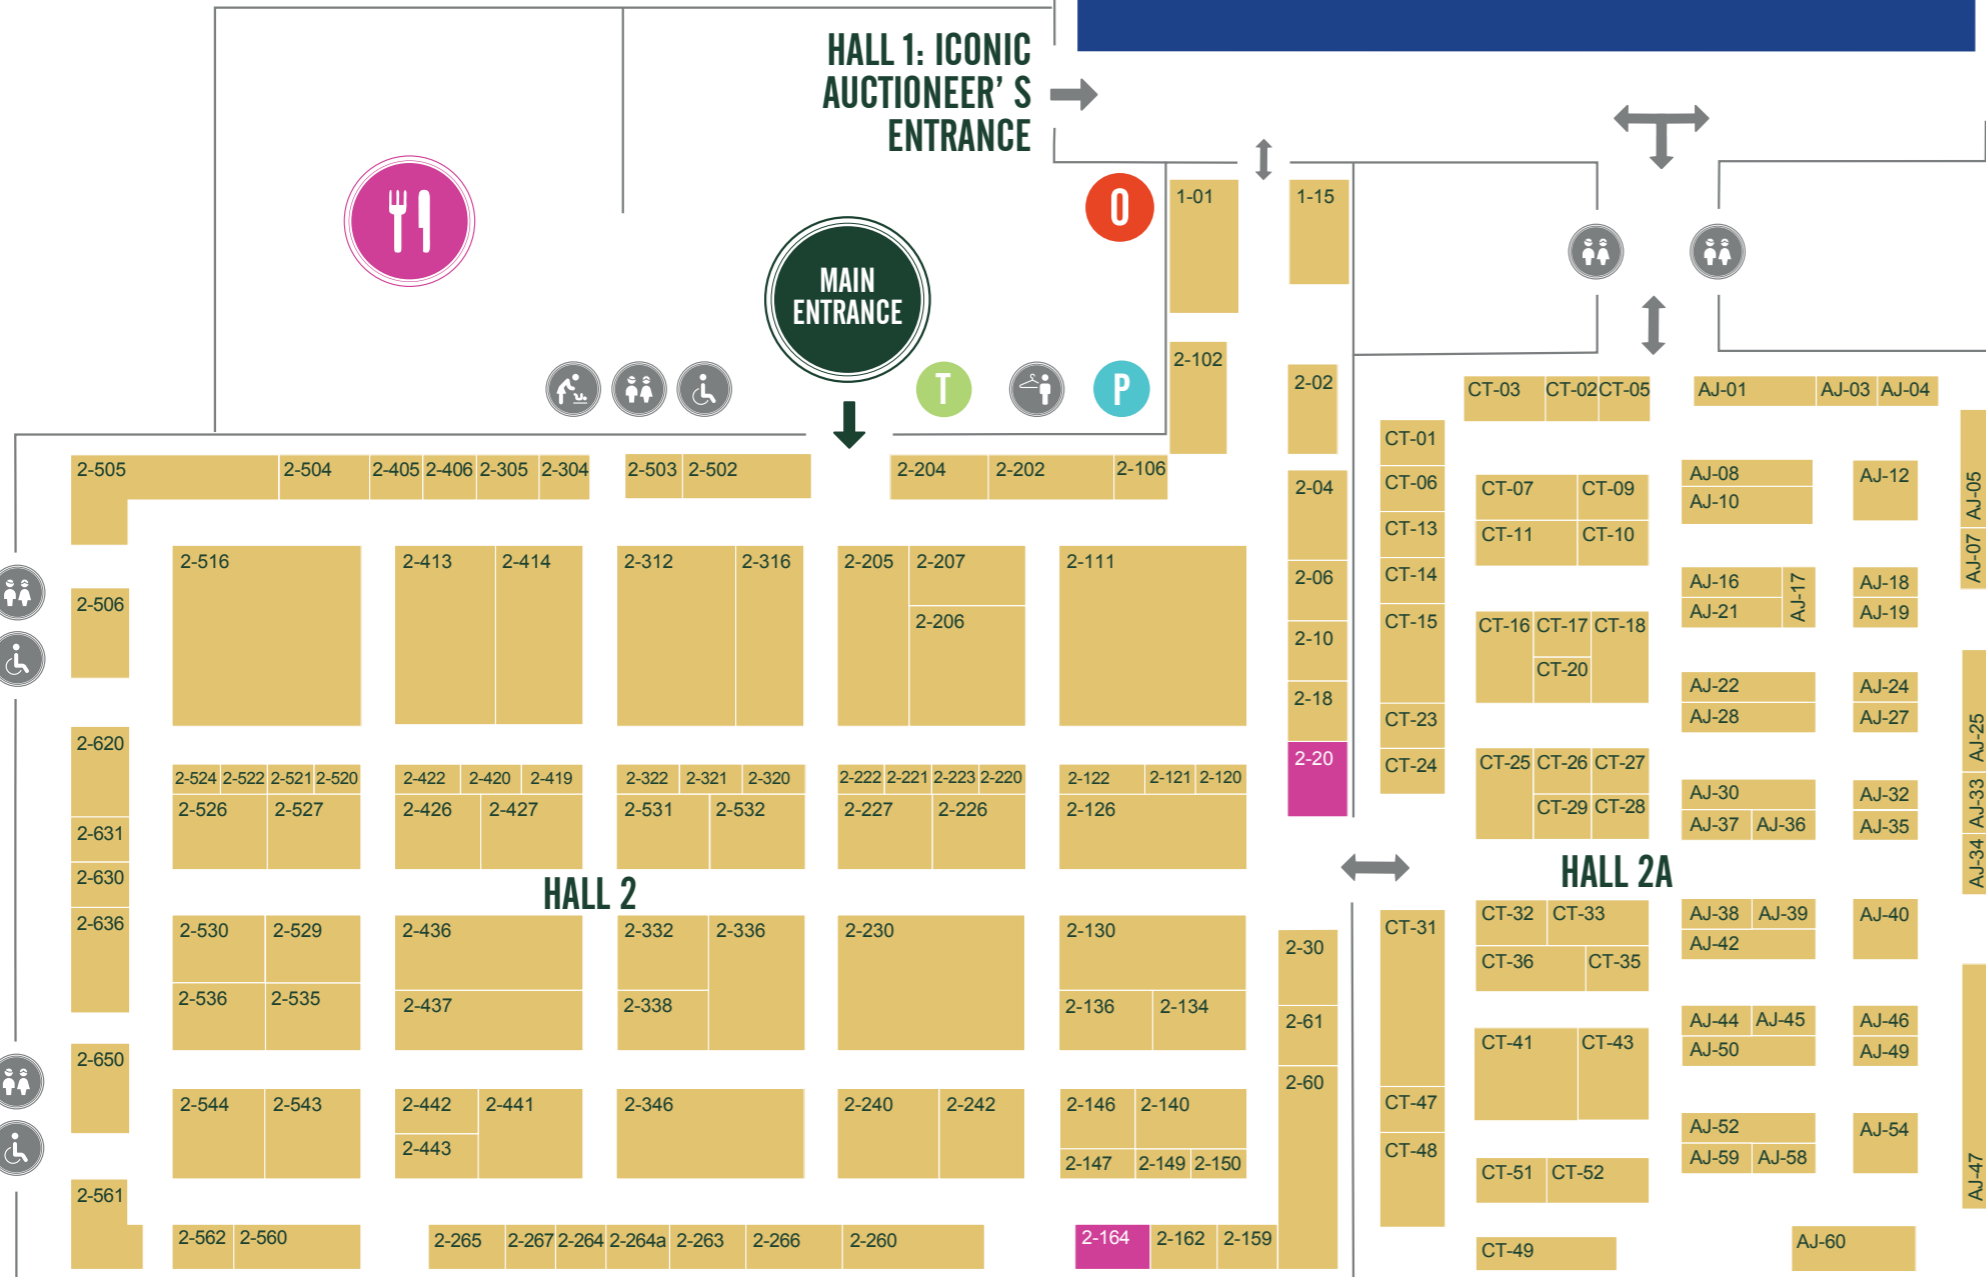 HALL 1: ICONIC
AUCTIONEER’ S
ENTRANCE
MAIN
ENTRANCE
O
T
P
1-01
1-15
2-102
2-02
2-505
2-504
2-405
2-406
2-305
2-304
2-503
2-502
2-204
2-202
2-106
2-04
2-06
2-10
2-18
2-20
2-516
2-413
2-414
2-312
2-316
2-205
2-207
2-206
2-111
2-506
2-620
2-631
2-630
2-636
2-650
2-561
2-524
2-522
2-521
2-520
2-422
2-420
2-419
2-322
2-321
2-320
2-222
2-221
2-223
2-220
2-122
2-121
2-120
2-526
2-527
2-426
2-427
2-531
2-532
2-227
2-226
2-126
HALL 2
2-530
2-529
2-436
2-332
2-336
2-230
2-130
2-30
2-536
2-535
2-437
2-338
2-136
2-134
2-61
2-60
2-544
2-543
2-442
2-441
2-443
2-346
2-240
2-242
2-146
2-140
2-147
2-149
2-150
2-562
2-560
2-265
2-267
2-264
2-264a
2-263
2-266
2-260
2-164
2-162
2-159
CT-03
CT-02
CT-05
CT-01
CT-06
CT-13
CT-14
CT-15
CT-23
CT-24
CT-07
CT-09
CT-11
CT-10
CT-16
CT-17
CT-18
CT-20
CT-25
CT-26
CT-27
CT-29
CT-28
HALL 2A
CT-31
CT-32
CT-33
CT-36
CT-35
CT-41
CT-43
CT-47
CT-48
CT-51
CT-52
CT-49
AJ-01
AJ-03
AJ-04
AJ-08
AJ-10
AJ-12
AJ-05
AJ-07
AJ-16
AJ-21
AJ-17
AJ-18
AJ-19
AJ-22
AJ-28
AJ-24
AJ-27
AJ-25
AJ-33
AJ-34
AJ-30
AJ-37
AJ-36
AJ-32
AJ-35
AJ-38
AJ-39
AJ-42
AJ-40
AJ-44
AJ-45
AJ-50
AJ-46
AJ-49
AJ-52
AJ-59
AJ-58
AJ-54
AJ-47
AJ-60